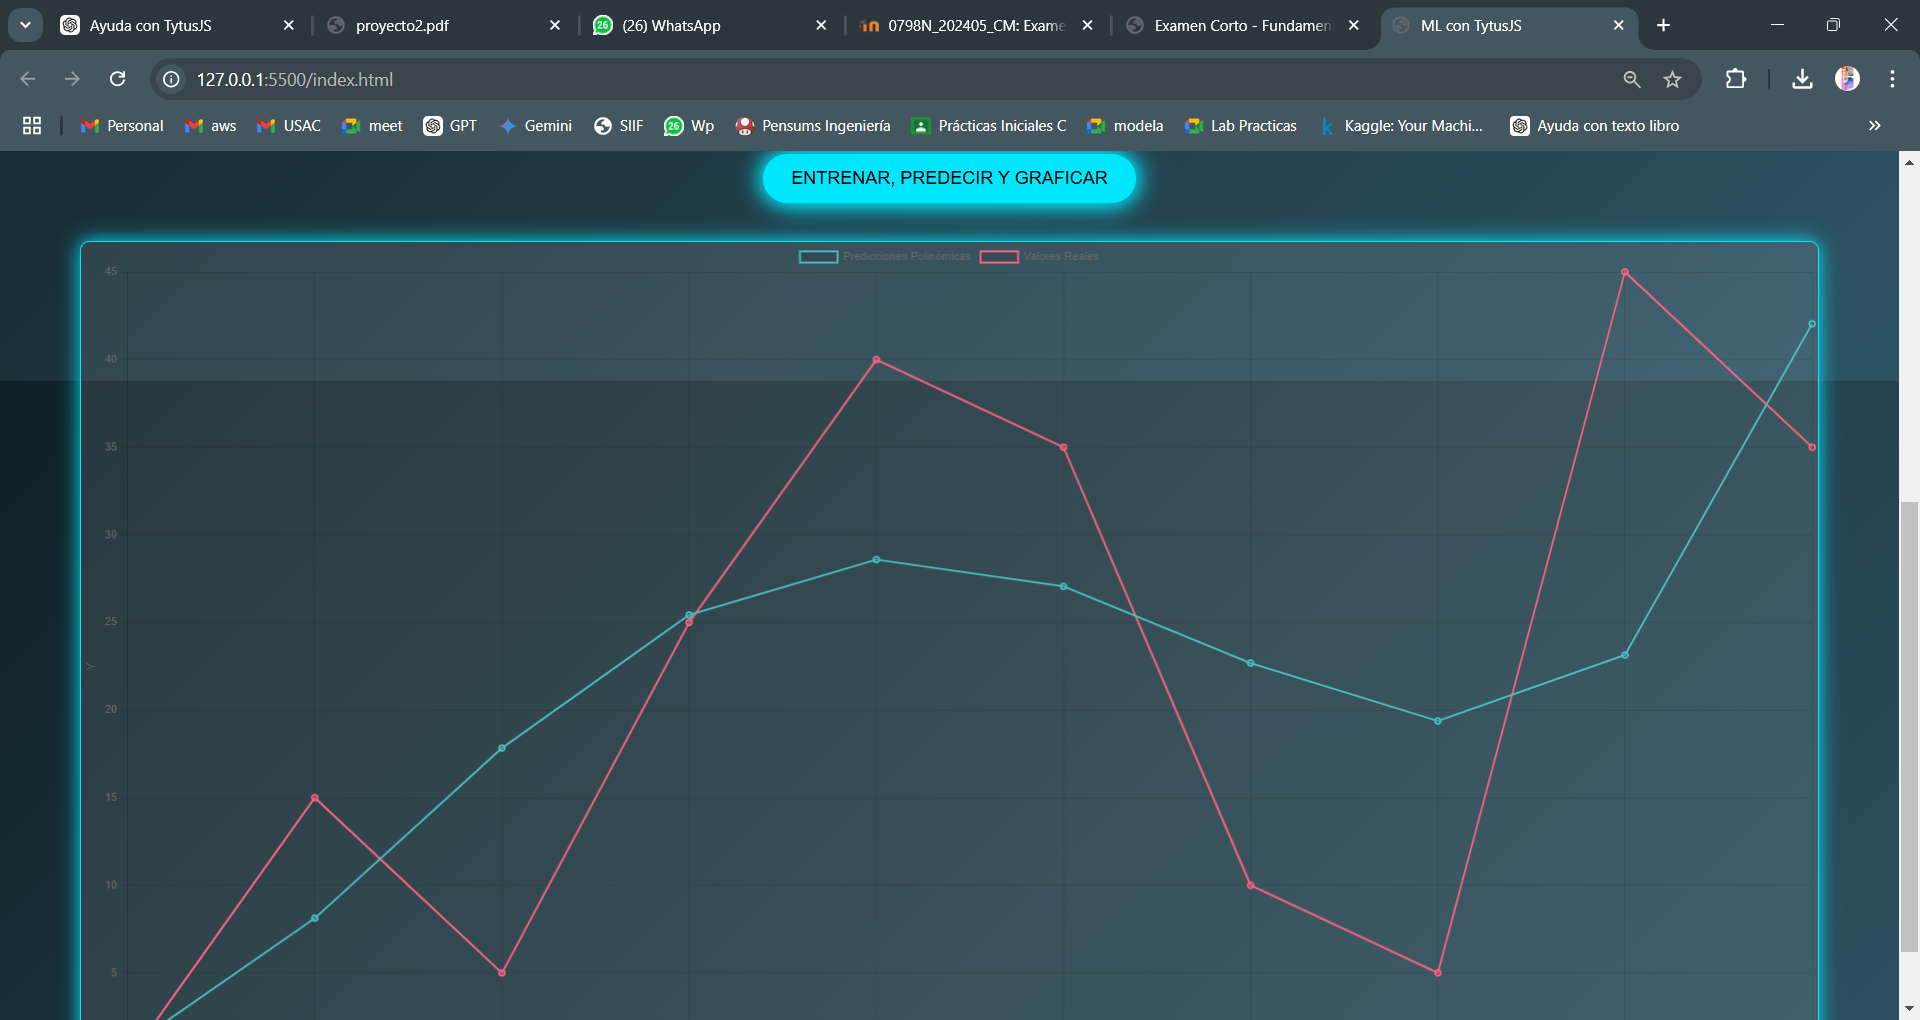 Ayuda con TytusJS
proyecto2.pdf
(26) WhatsApp
0798N_202405_CM: Exame
Examen Corto - Fundamen
ML con TytusJS
127.0.0.1:5500/index.html
Personal
aws
USAC
meet
GPT
Gemini
SIIF
26
Wp
Pensums Ingeniería
Prácticas Iniciales C
modela
Lab Practicas
Kaggle: Your Machi...
Ayuda con texto libro
ENTRENAR, PREDECIR Y GRAFICAR
Predicciones Polinómicas
Valores Reales
45
40
35
30
25
Y
20
15
10
5